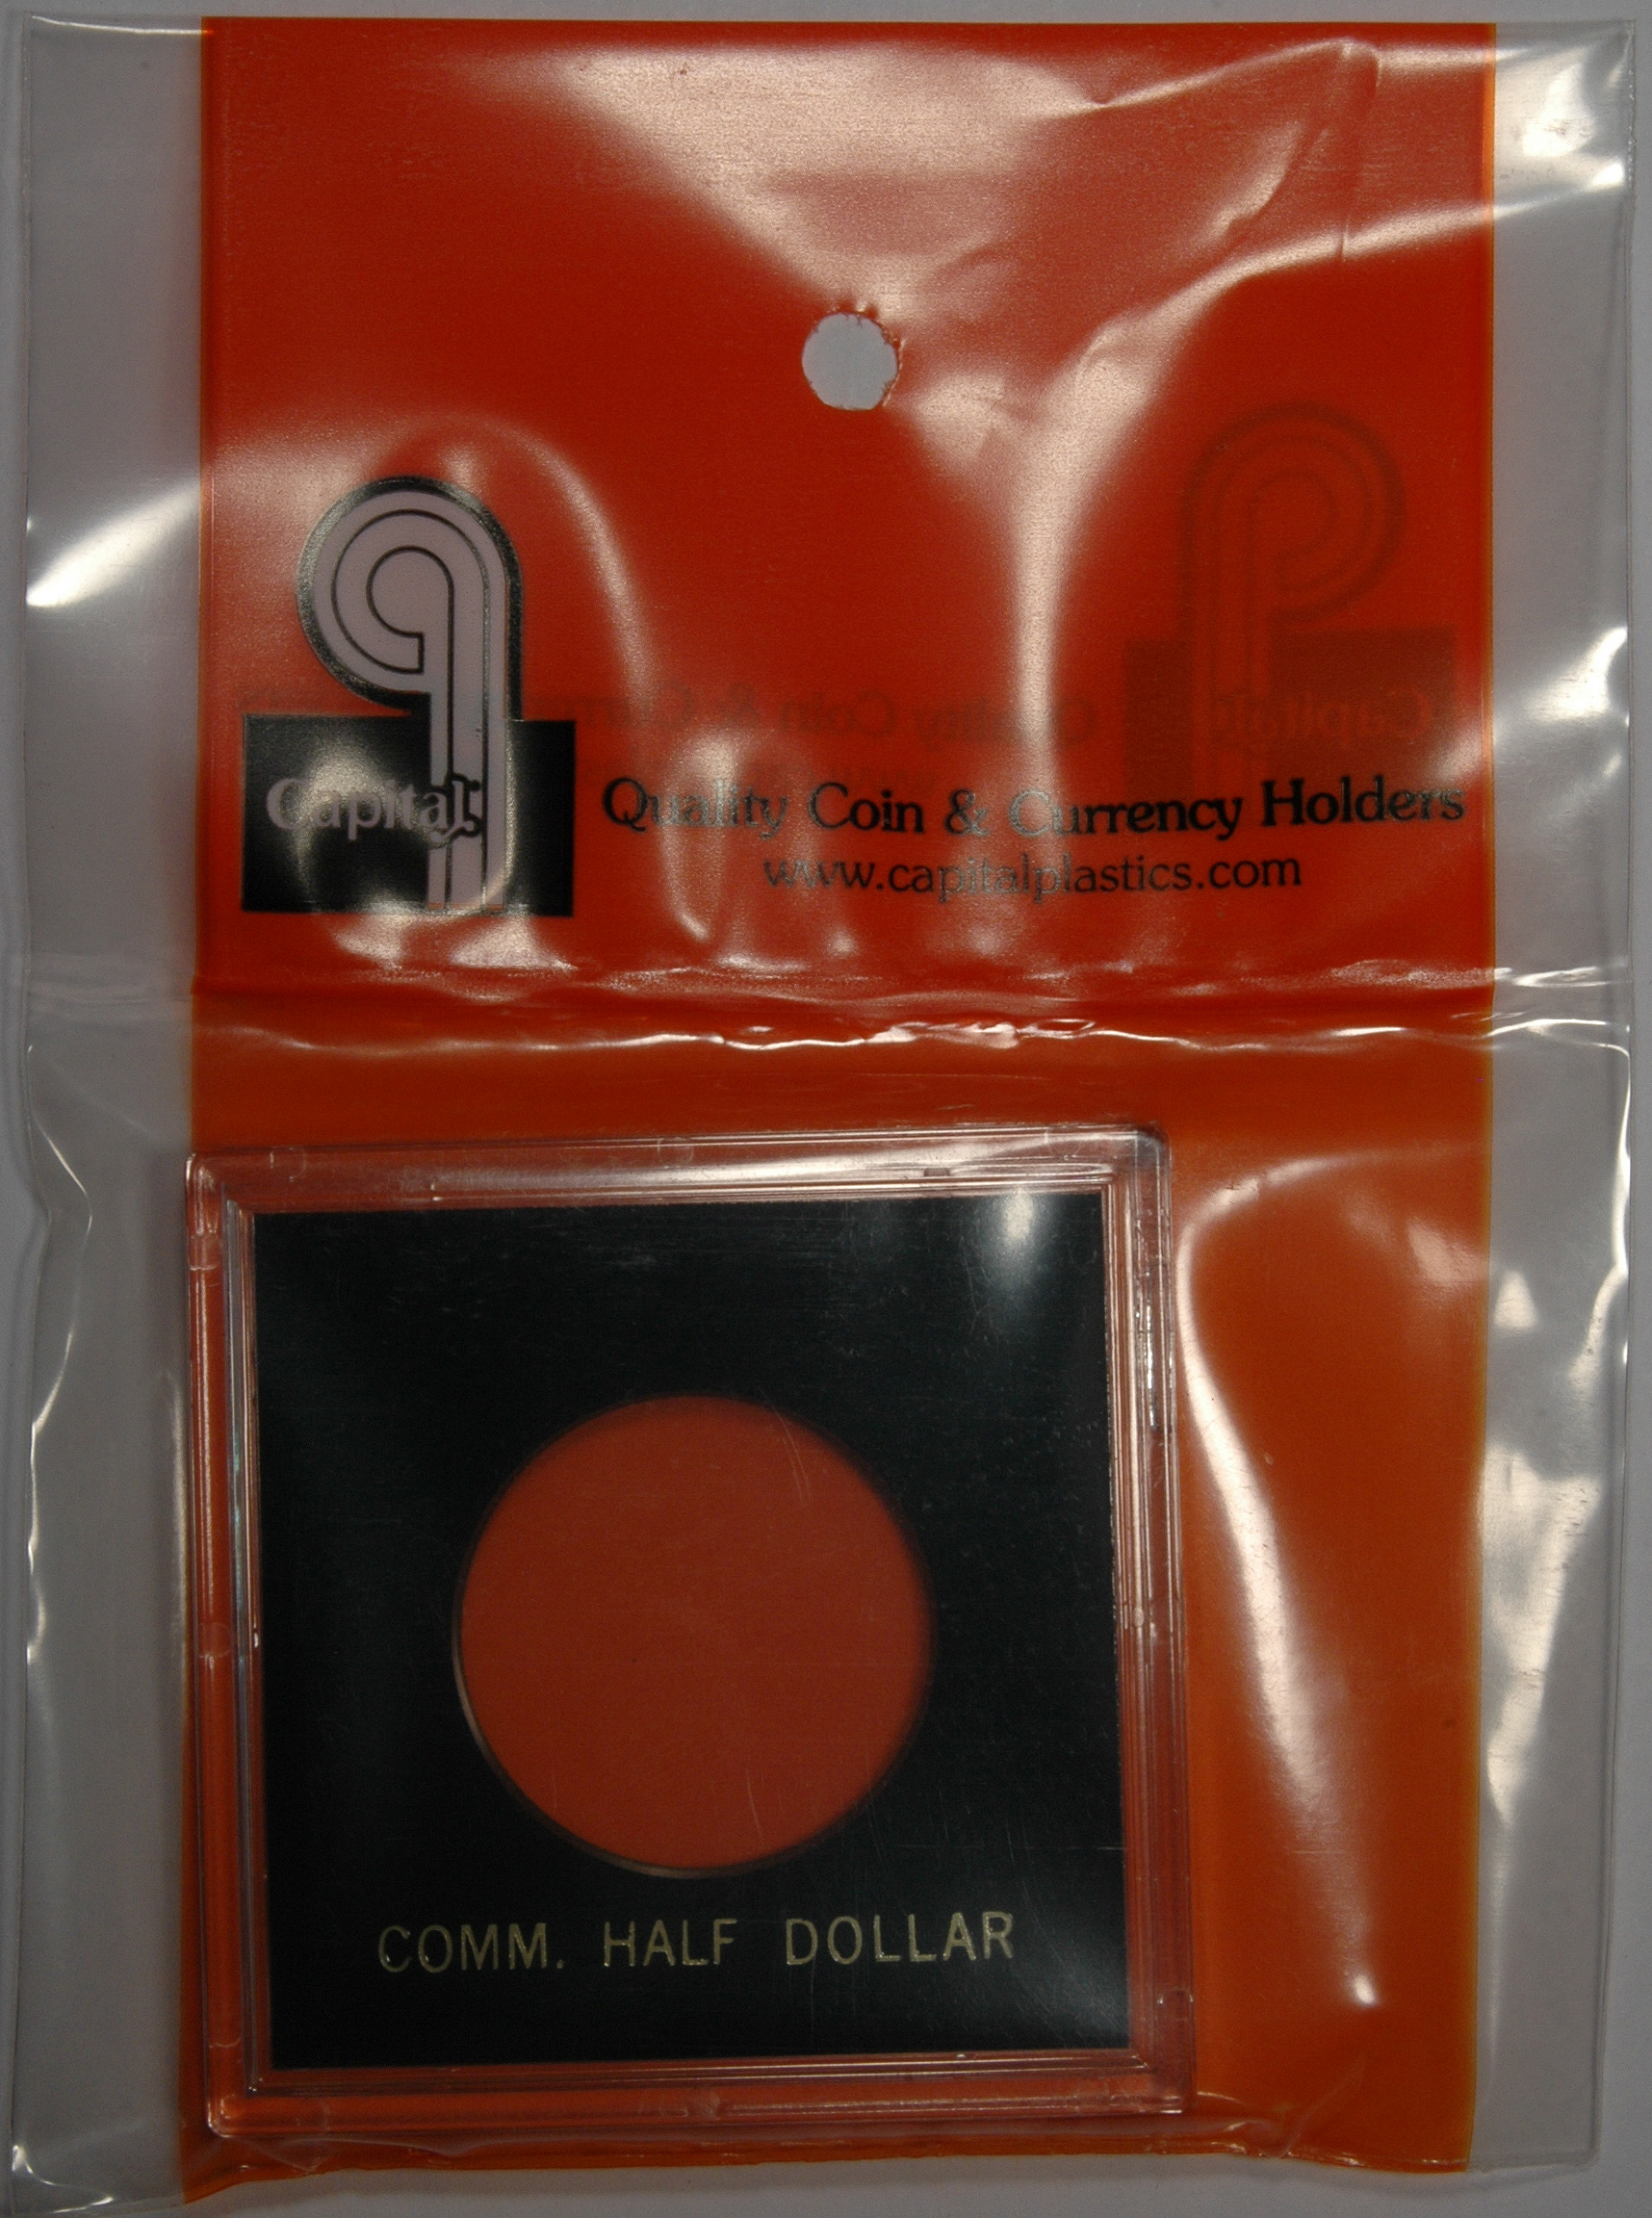 Capital
Quality Coin & Currency Holders
www.capitalplastics.com
COMM. HALF DOLLAR